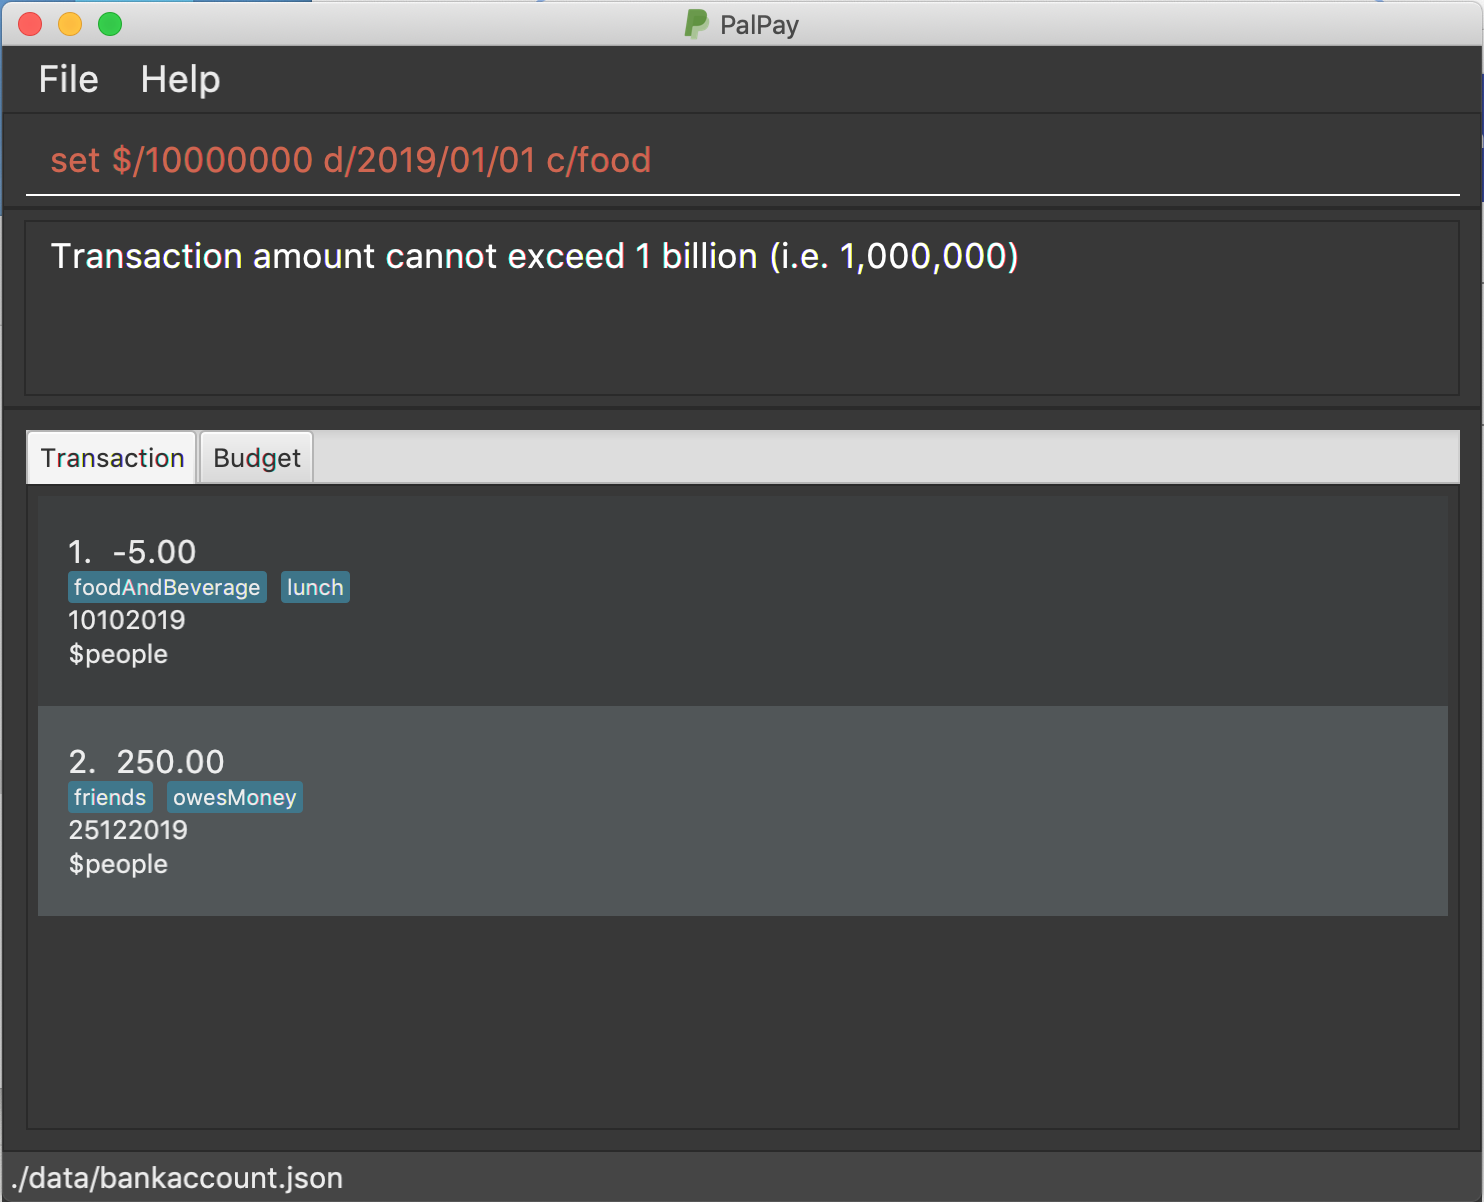 PalPay
File Help
set $/10000000 d/2019/01/01 c/food
Transaction amount cannot exceed 1 billion (i.e. 1,000,000)
Transaction Budget
1. -5.00
foodAndBeverage lunch
10102019
$people
2. 250.00
friends owesMoney
25122019
$people
./data/bankaccount.json